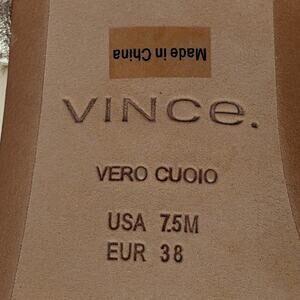 Made in China
VINCe.
VERO CUOIO
USA 7.5M
EUR 38